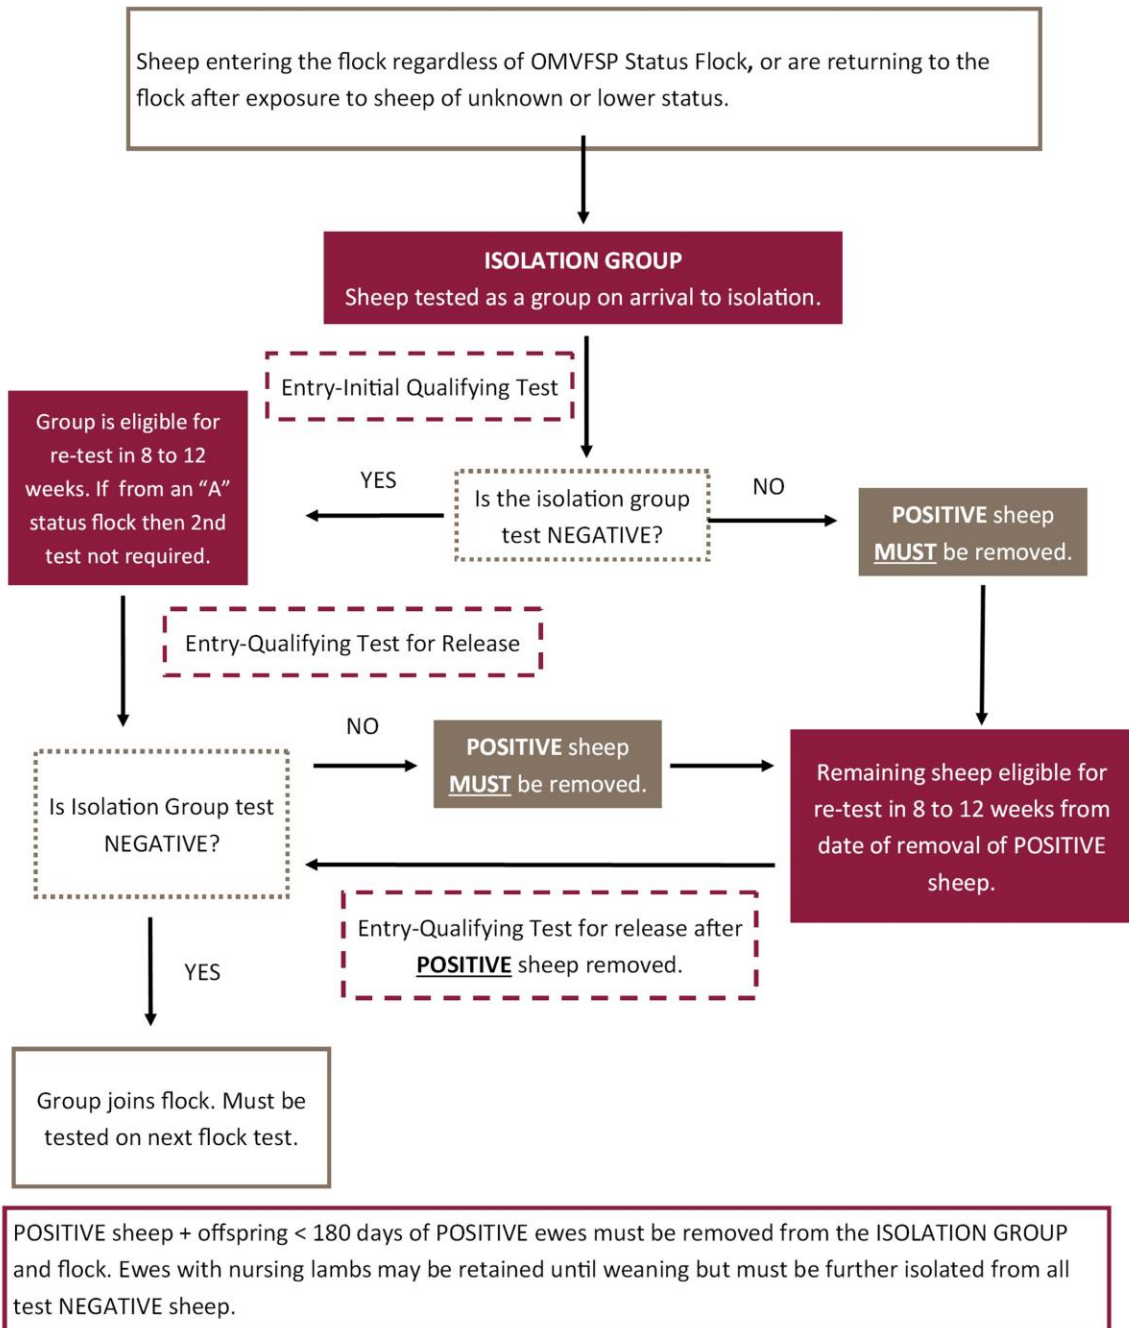 Sheep entering the flock regardless of OMVFSP Status Flock, or are returning to the
flock after exposure to sheep of unknown or lower status.
ISOLATION GROUP
Sheep tested as a group on arrival to isolation.
Entry-Initial Qualifying Test
Group is eligible for
re-test in 8 to 12
weeks. If from an “A”
status flock then 2nd
test not required.
YES
Is the isolation group
test NEGATIVE?
NO
POSITIVE sheep
MUST be removed.
Entry-Qualifying Test for Release
Is Isolation Group test
NEGATIVE?
NO
POSITIVE sheep
MUST be removed.
Remaining sheep eligible for
re-test in 8 to 12 weeks from
date of removal of POSITIVE
sheep.
Entry-Qualifying Test for release after
POSITIVE sheep removed.
YES
Group joins flock. Must be
tested on next flock test.
POSITIVE sheep + offspring < 180 days of POSITIVE ewes must be removed from the ISOLATION GROUP
and flock. Ewes with nursing lambs may be retained until weaning but must be further isolated from all
test NEGATIVE sheep.